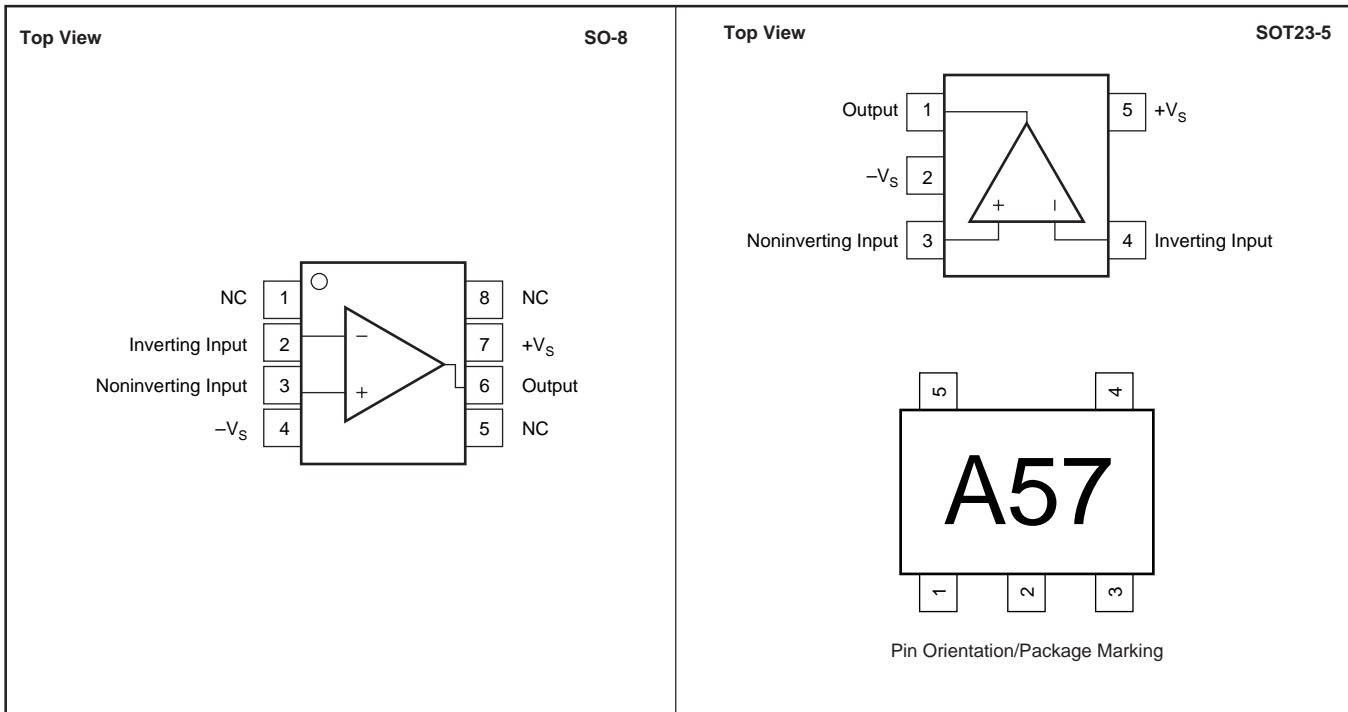 Top View
SO-8
NC 1
8 NC
Inverting Input 2
7 +VS
Noninverting Input 3
6 Output
–VS 4
5 NC
−
+
Top View
SOT23-5
Output 1
5 +VS
–VS 2
Noninverting Input 3
4 Inverting Input
+ −
5 4
A57
1 2 3
Pin Orientation/Package Marking